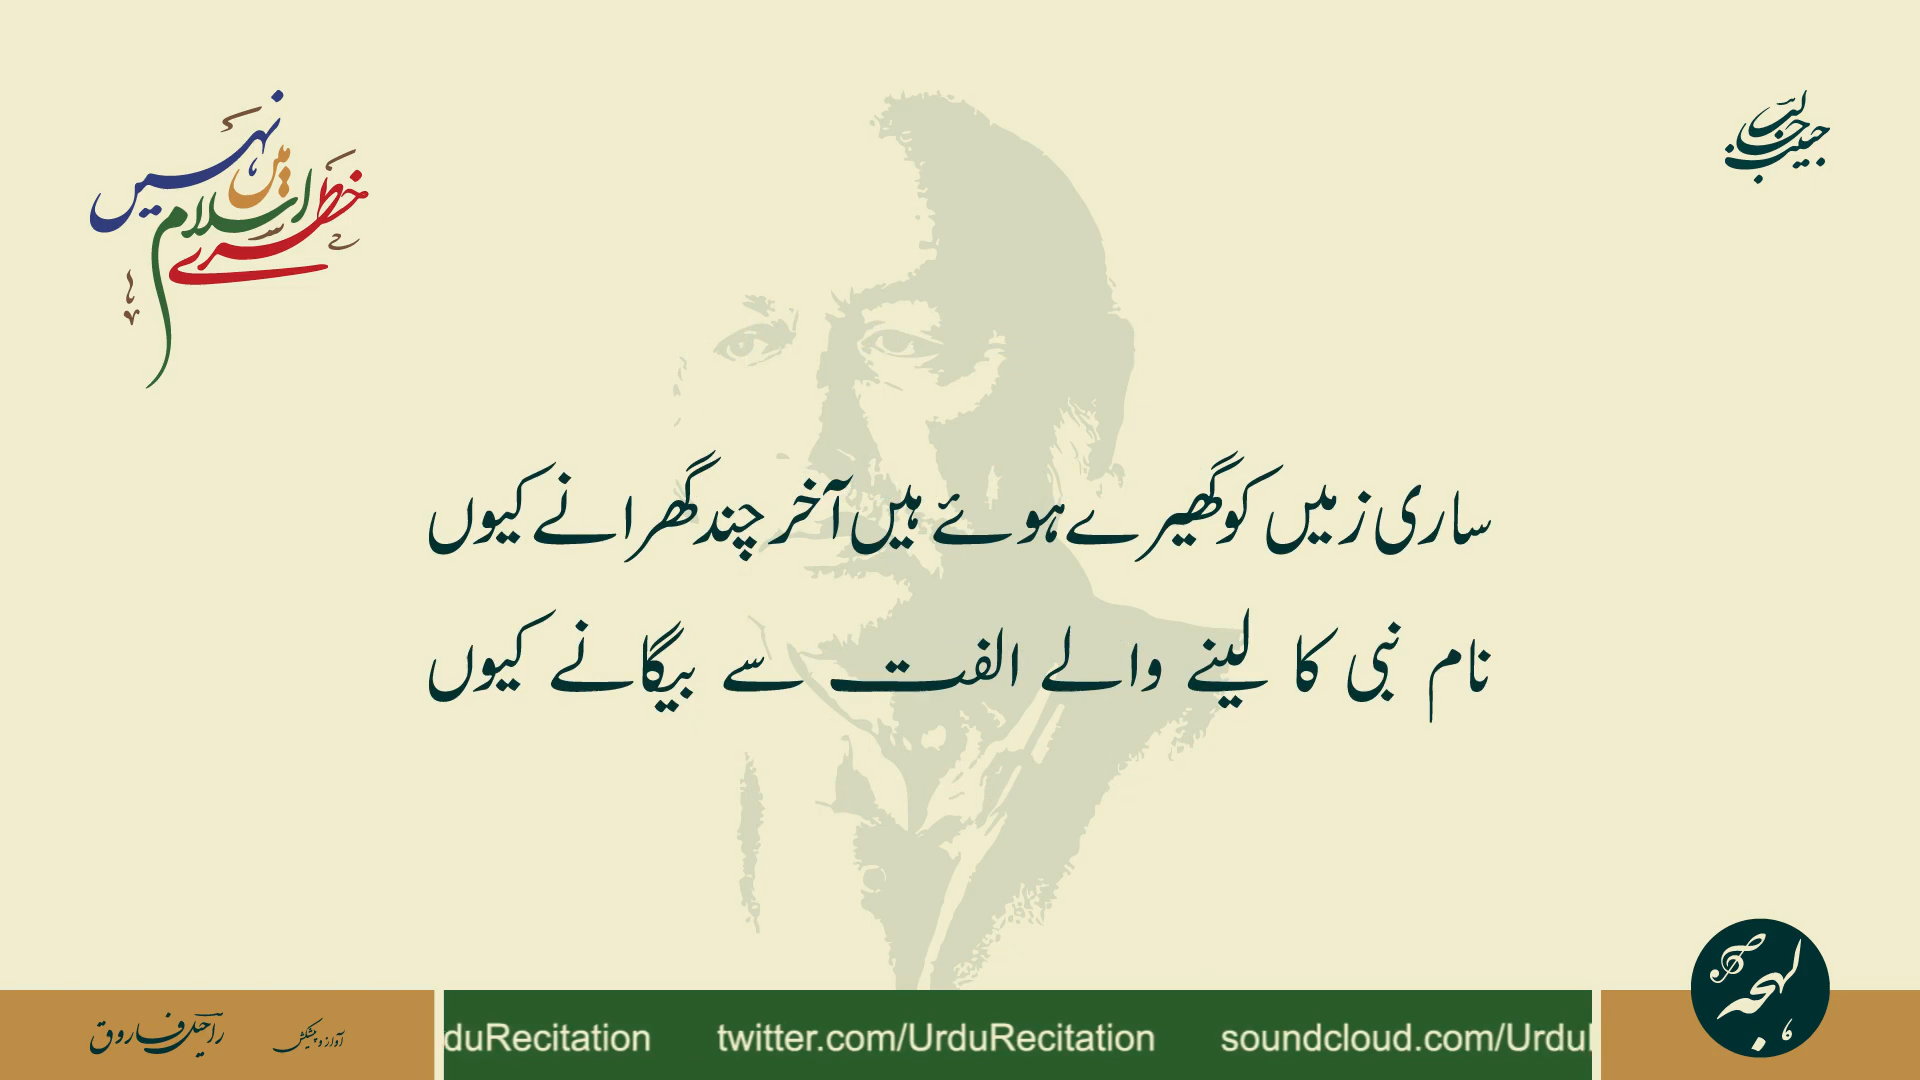 خطرے میں اسلام نہیں
حبیب جالب
ساری زمیں کو گھیرے ہوئے ہیں آخر چند گھرانے کیوں
نام نبی کا لینے والے الفت سے بیگانے کیوں
لہجہ
راحیل فاروق
آواز و پیشکش
duRecitation twitter.com/UrduRecitation soundcloud.com/Urdu